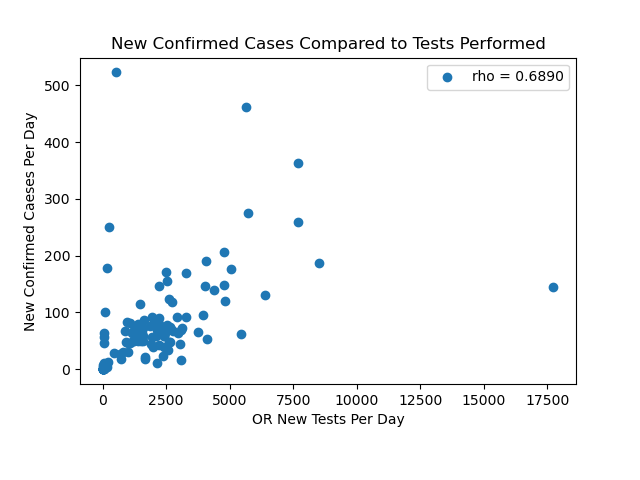 New Confirmed Cases Compared to Tests Performed
rho = 0.6890
New Confirmed Caeses Per Day
500
400
300
200
100
0
0 2500 5000 7500 10000 12500 15000 17500
OR New Tests Per Day